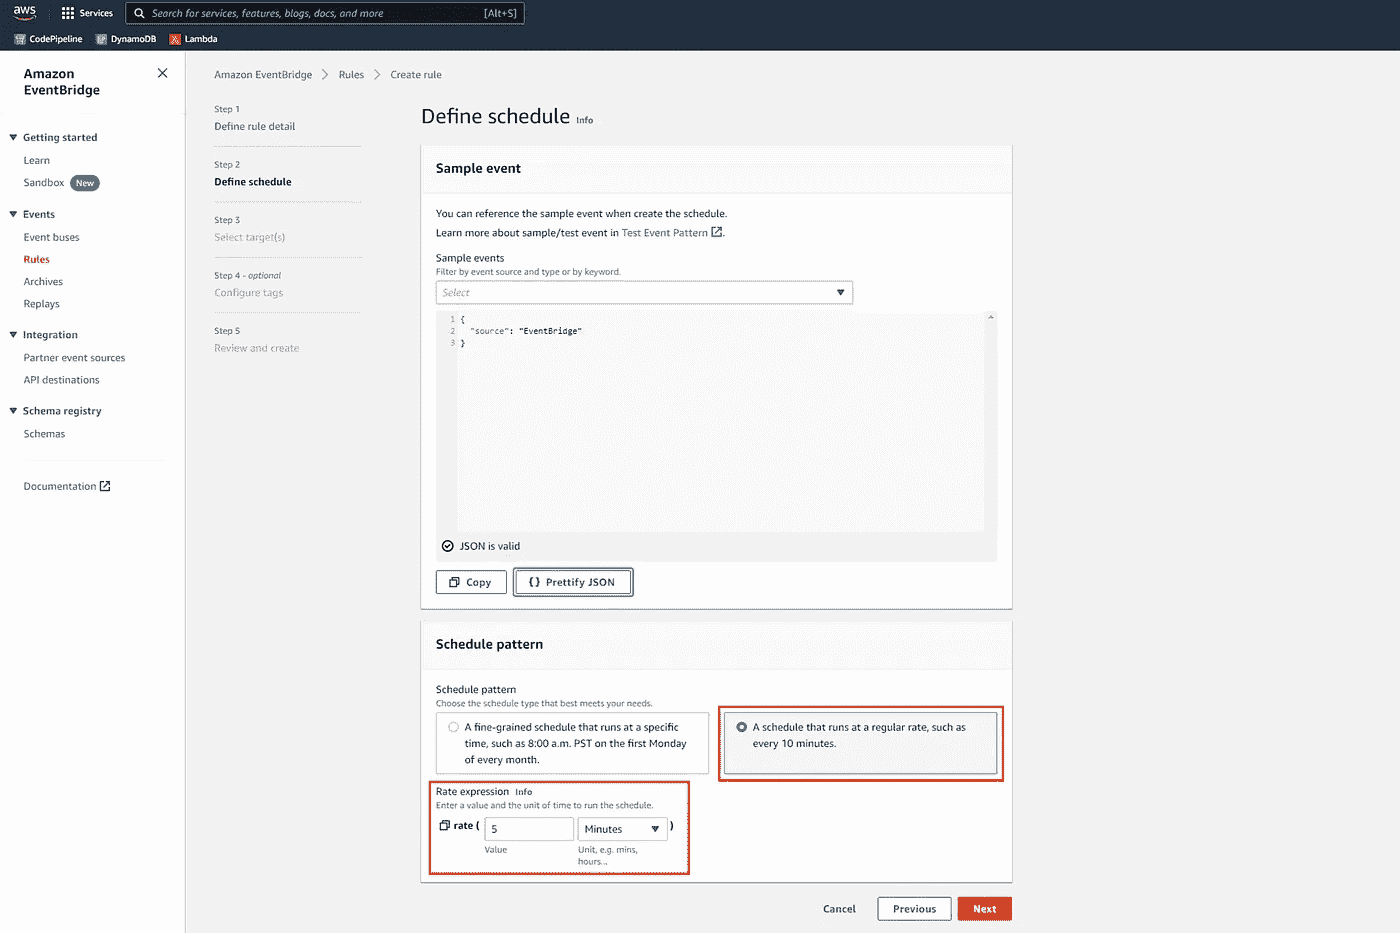 aws
Services
Search for services, features, blogs, docs, and more
[Alt+S]
CodePipeline
DynamoDB
Lambda
Amazon
EventBridge
Getting started
Learn
Sandbox New
Events
Event buses
Rules
Archives
Replays
Integration
Partner event sources
API destinations
Schema registry
Schemas
Documentation
Amazon EventBridge
Rules
Create rule
Step 1
Define rule detail
Step 2
Define schedule
Step 3
Select target(s)
Step 4 - optional
Configure tags
Step 5
Review and create
Define schedule Info
Sample event
You can reference the sample event when create the schedule.
Learn more about sample/test event in Test Event Pattern .
Sample events
Filter by event source and type or by keyword.
Select
1 {
2 "source": "EventBridge"
3 }
JSON is valid
Copy
{} Prettify JSON
Schedule pattern
Schedule pattern
Choose the schedule type that best meets your needs.
A fine-grained schedule that runs at a specific
time, such as 8:00 a.m. PST on the first Monday
of every month.
A schedule that runs at a regular rate, such as
every 10 minutes.
Rate expression Info
Enter a value and the unit of time to run the schedule.
rate ( 5 Minutes )
Value
Unit, e.g. mins,
hours...
Cancel
Previous
Next